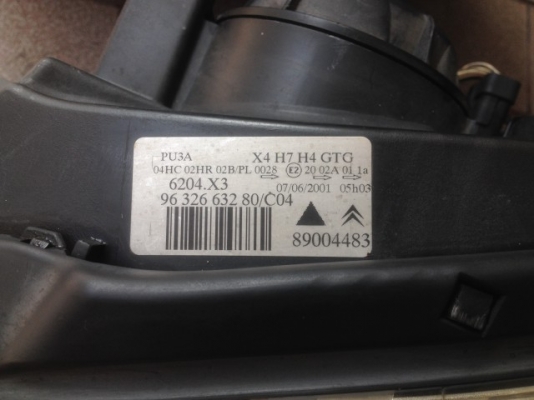 PU3A X4 H7 H4 GTG
04HC 02HR 02B/PL 0028 E2 20 02A 01 1a
6204.X3 07/06/2001 05h03
96 326 632 80/C04
89004483